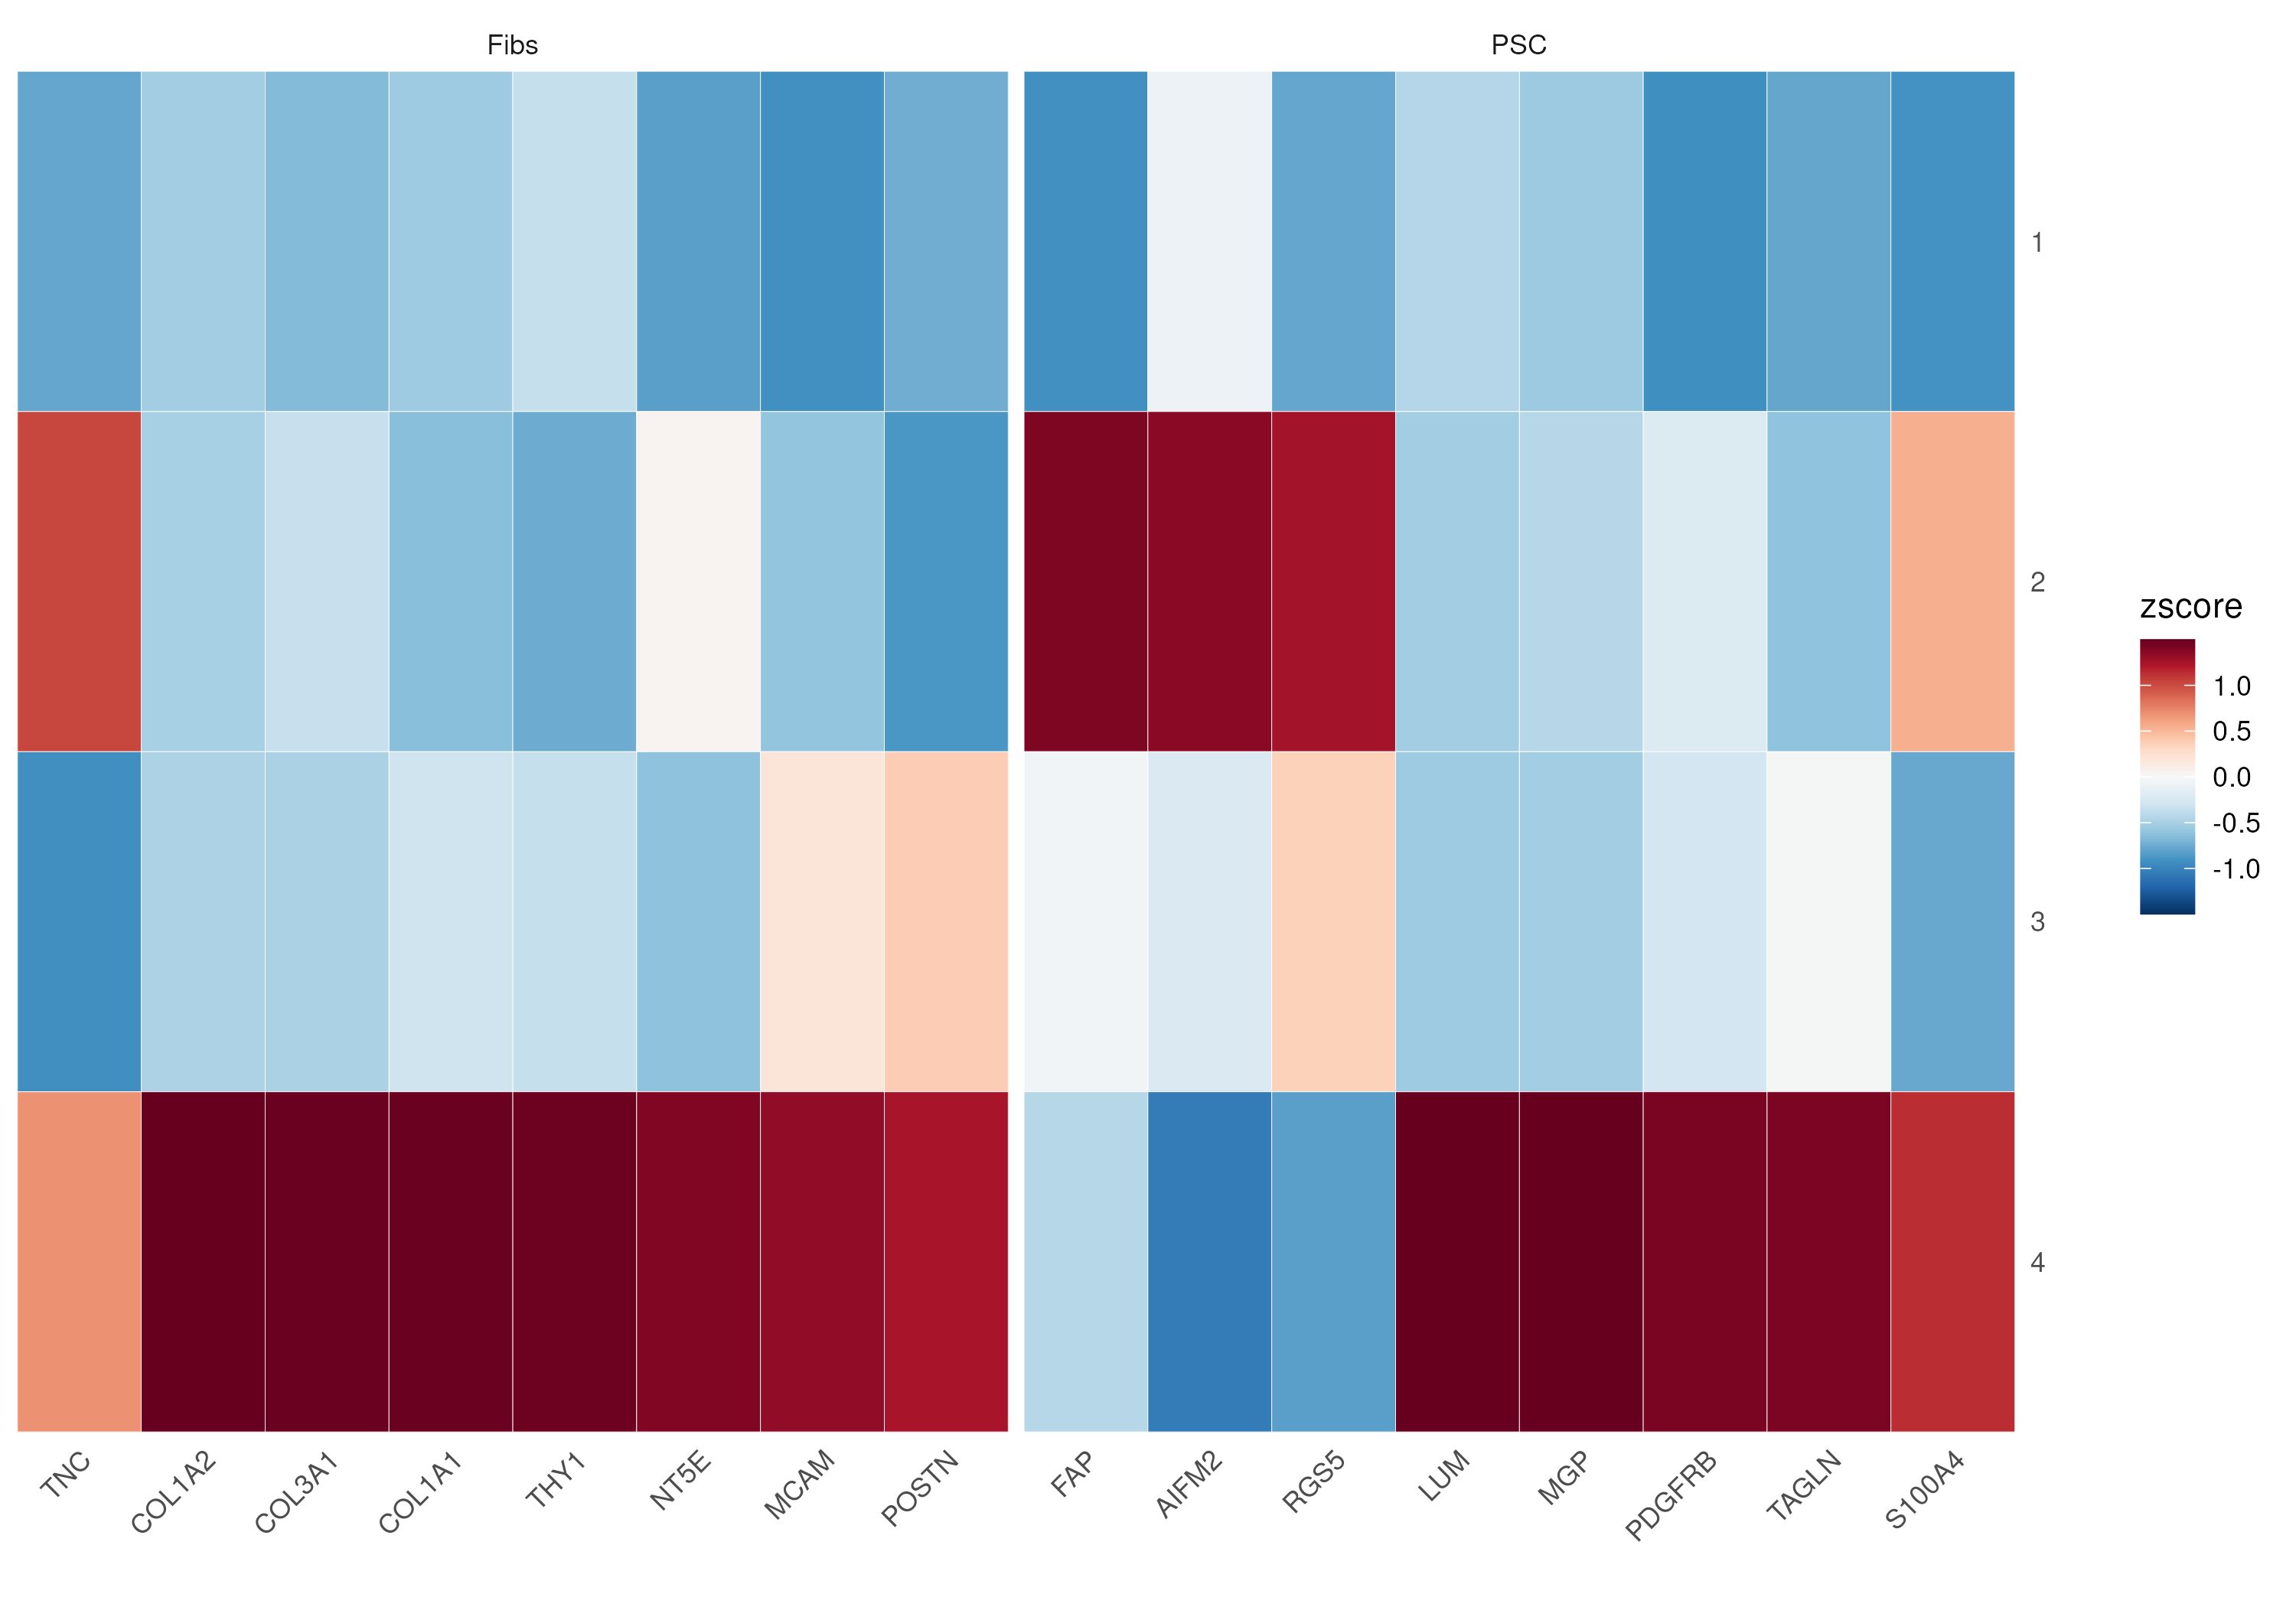 Fibs
PSC
1
2
3
4
zscore
1.0
0.5
0.0
-0.5
-1.0
TNC
COL1A2
COL3A1
COL1A1
THY1
NT5E
MCAM
POSTN
FAP
AIFM2
RGS5
LUM
MGP
PDGFRB
TAGLN
S100A4